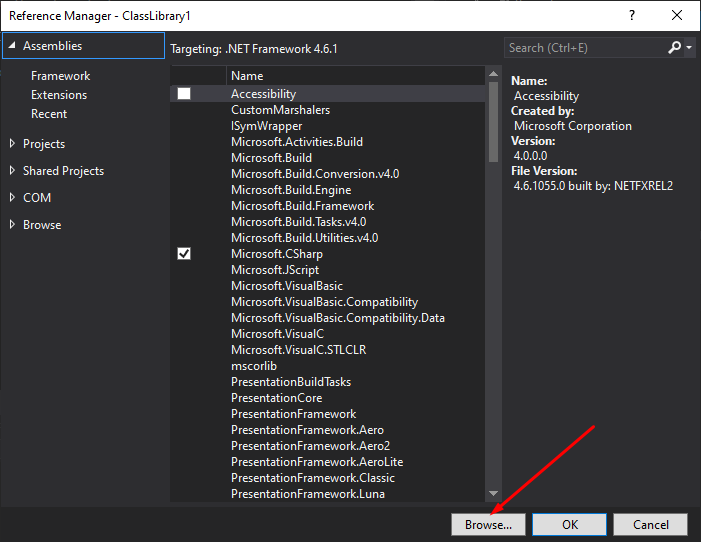 Reference Manager - ClassLibrary1
Assemblies
Framework
Extensions
Recent
Projects
Shared Projects
COM
Browse
Targeting: .NET Framework 4.6.1
Name
Accessibility
CustomMarshalers
ISymWrapper
Microsoft.Activities.Build
Microsoft.Build
Microsoft.Build.Conversion.v4.0
Microsoft.Build.Engine
Microsoft.Build.Framework
Microsoft.Build.Tasks.v4.0
Microsoft.Build.Utilities.v4.0
Microsoft.CSharp
Microsoft.JScript
Microsoft.VisualBasic
Microsoft.VisualBasic.Compatibility
Microsoft.VisualBasic.Compatibility.Data
Microsoft.VisualC
Microsoft.VisualC.STLCLR
mscorlib
PresentationBuildTasks
PresentationCore
PresentationFramework
PresentationFramework.Aero
PresentationFramework.Aero2
PresentationFramework.AeroLite
PresentationFramework.Classic
PresentationFramework.Luna
Search (Ctrl+E)
Name:
Accessibility
Created by:
Microsoft Corporation
Version:
4.0.0.0
File Version:
4.6.1055.0 built by: NETFXREL2
Browse...
OK
Cancel